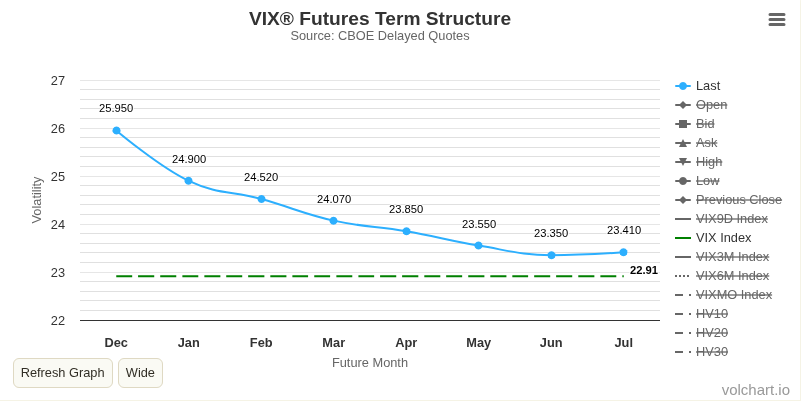 VIX® Futures Term Structure
Source: CBOE Delayed Quotes
27
26
25
24
23
22
Volatility
25.950
24.900
24.520
24.070
23.850
23.550
23.350
23.410
22.91
Dec Jan Feb Mar Apr May Jun Jul
Future Month
Last
Open
Bid
Ask
High
Low
Previous Close
VIX9D Index
VIX Index
VIX3M Index
VIX6M Index
VIXMO Index
HV10
HV20
HV30
Refresh Graph Wide
volchart.io